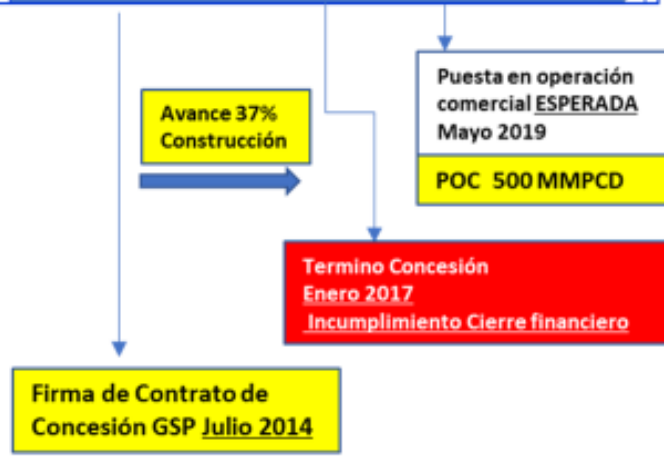 Puesta en operación
comercial ESPERADA
Mayo 2019
POC 500 MMPCD
Avance 37%
Construcción
Termino Concesión
Enero 2017
Incumplimiento Cierre financiero
Firma de Contrato de
Concesión GSP Julio 2014